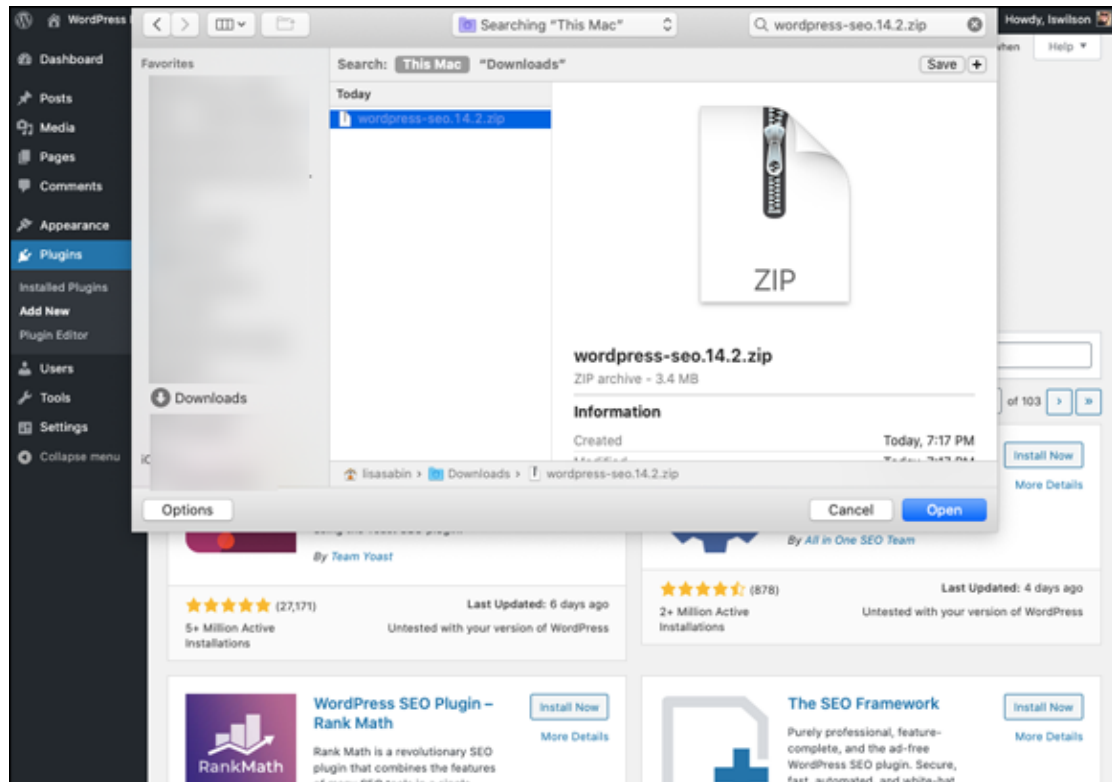 WordPress
Howdy, lswilson
Searching "This Mac"
wordpress-seo.14.2.zip
Help
Dashboard
Posts
Media
Pages
Comments
Appearance
Plugins
Installed Plugins
Add New
Plugin Editor
Users
Tools
Settings
Collapse menu
Favorites
Downloads
Search: This Mac "Downloads"
Save +
Today
wordpress-seo.14.2.zip
ZIP
wordpress-seo.14.2.zip
ZIP archive - 3.4 MB
Information
Created Today, 7:17 PM
lisasabin › Downloads › wordpress-seo.14.2.zip
Options
Cancel
Open
of 103 › »
Install Now
More Details
By Team Yoast
(27,171)
Last Updated: 6 days ago
5+ Million Active
Installations
Untested with your version of WordPress
By All in One SEO Team
(878)
Last Updated: 4 days ago
2+ Million Active
Installations
Untested with your version of WordPress
RankMath
WordPress SEO Plugin –
Rank Math
Install Now
More Details
Rank Math is a revolutionary SEO
plugin that combines the features
The SEO Framework
Install Now
More Details
Purely professional, feature-
complete, and the ad-free
WordPress SEO plugin. Secure,
fast, automated, and white-hat